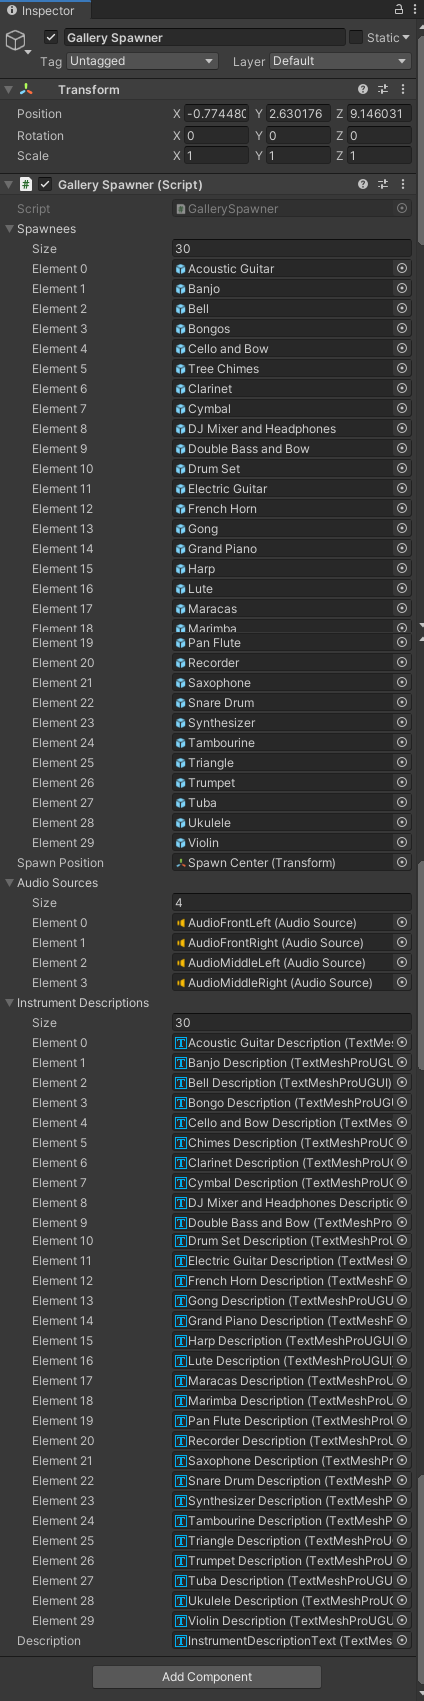 Inspector
Gallery Spawner
Static
Tag Untagged Layer Default
Transform
Position X -0.774480 Y 2.630176 Z 9.146031
Rotation X 0 Y 0 Z 0
Scale X 1 Y 1 Z 1
Gallery Spawner (Script)
Script GallerySpawner
Spawnees
Size 30
Element 0 Acoustic Guitar
Element 1 Banjo
Element 2 Bell
Element 3 Bongos
Element 4 Cello and Bow
Element 5 Tree Chimes
Element 6 Clarinet
Element 7 Cymbal
Element 8 DJ Mixer and Headphones
Element 9 Double Bass and Bow
Element 10 Drum Set
Element 11 Electric Guitar
Element 12 French Horn
Element 13 Gong
Element 14 Grand Piano
Element 15 Harp
Element 16 Lute
Element 17 Maracas
Element 18 Marimba
Element 19 Pan Flute
Element 20 Recorder
Element 21 Saxophone
Element 22 Snare Drum
Element 23 Synthesizer
Element 24 Tambourine
Element 25 Triangle
Element 26 Trumpet
Element 27 Tuba
Element 28 Ukulele
Element 29 Violin
Spawn Position Spawn Center (Transform)
Audio Sources
Size 4
Element 0 AudioFrontLeft (Audio Source)
Element 1 AudioFrontRight (Audio Source)
Element 2 AudioMiddleLeft (Audio Source)
Element 3 AudioMiddleRight (Audio Source)
Instrument Descriptions
Size 30
Element 0 Acoustic Guitar Description (TextMes
Element 1 Banjo Description (TextMeshProUGU
Element 2 Bell Description (TextMeshProUGUI)
Element 3 Bongo Description (TextMeshProUGU
Element 4 Cello and Bow Description (TextMes
Element 5 Chimes Description (TextMeshProUG
Element 6 Clarinet Description (TextMeshProUG
Element 7 Cymbal Description (TextMeshProUG
Element 8 DJ Mixer and Headphones Descriptic
Element 9 Double Bass and Bow (TextMeshPro
Element 10 Drum Set Description (TextMeshProU
Element 11 Electric Guitar Description (TextMesh
Element 12 French Horn Description (TextMeshP
Element 13 Gong Description (TextMeshProUGU
Element 14 Grand Piano Description (TextMeshP
Element 15 Harp Description (TextMeshProUGUI
Element 16 Lute Description (TextMeshProUGUI
Element 17 Maracas Description (TextMeshProU
Element 18 Marimba Description (TextMeshProU
Element 19 Pan Flute Description (TextMeshProU
Element 20 Recorder Description (TextMeshProU
Element 21 Saxophone Description (TextMeshPr
Element 22 Snare Drum Description (TextMeshP
Element 23 Synthesizer Description (TextMeshP
Element 24 Tambourine Description (TextMeshP
Element 25 Triangle Description (TextMeshProU
Element 26 Trumpet Description (TextMeshProU
Element 27 Tuba Description (TextMeshProUGU
Element 28 Ukulele Description (TextMeshProUG
Element 29 Violin Description (TextMeshProUGU
Description InstrumentDescriptionText (TextMes
Add Component